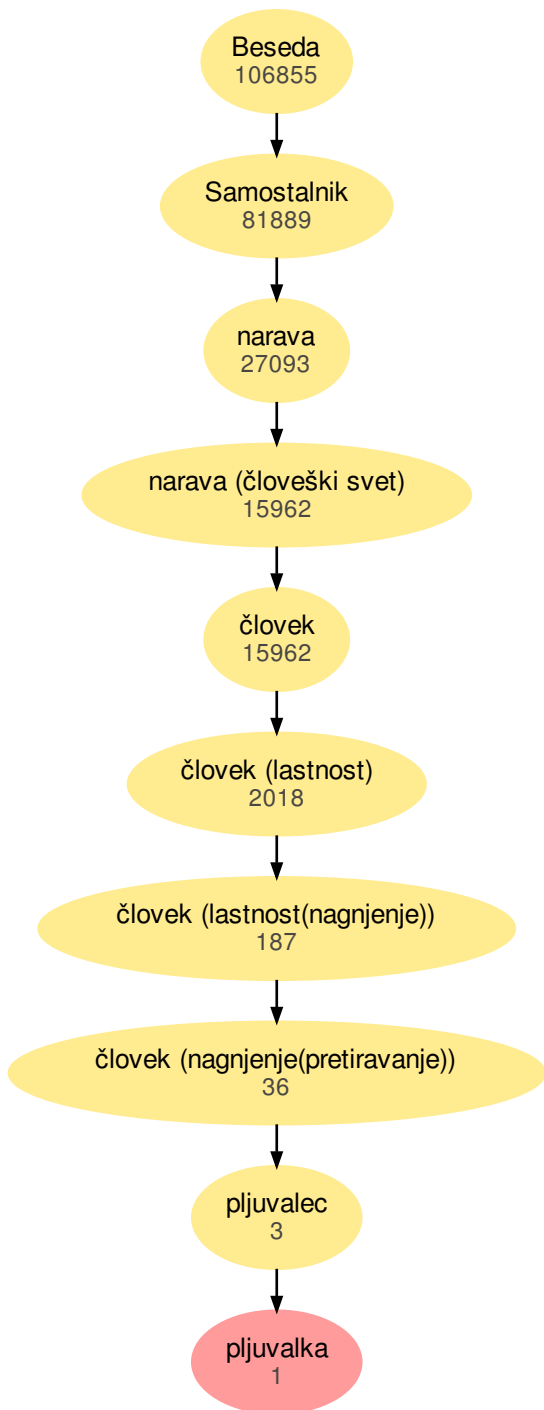 Beseda
106855
Samostalnik
81889
narava
27093
narava (človeški svet)
15962
človek
15962
človek (lastnost)
2018
človek (lastnost(nagnjenje))
187
človek (nagnjenje(pretiravanje))
36
pljuvalec
3
pljuvalka
1